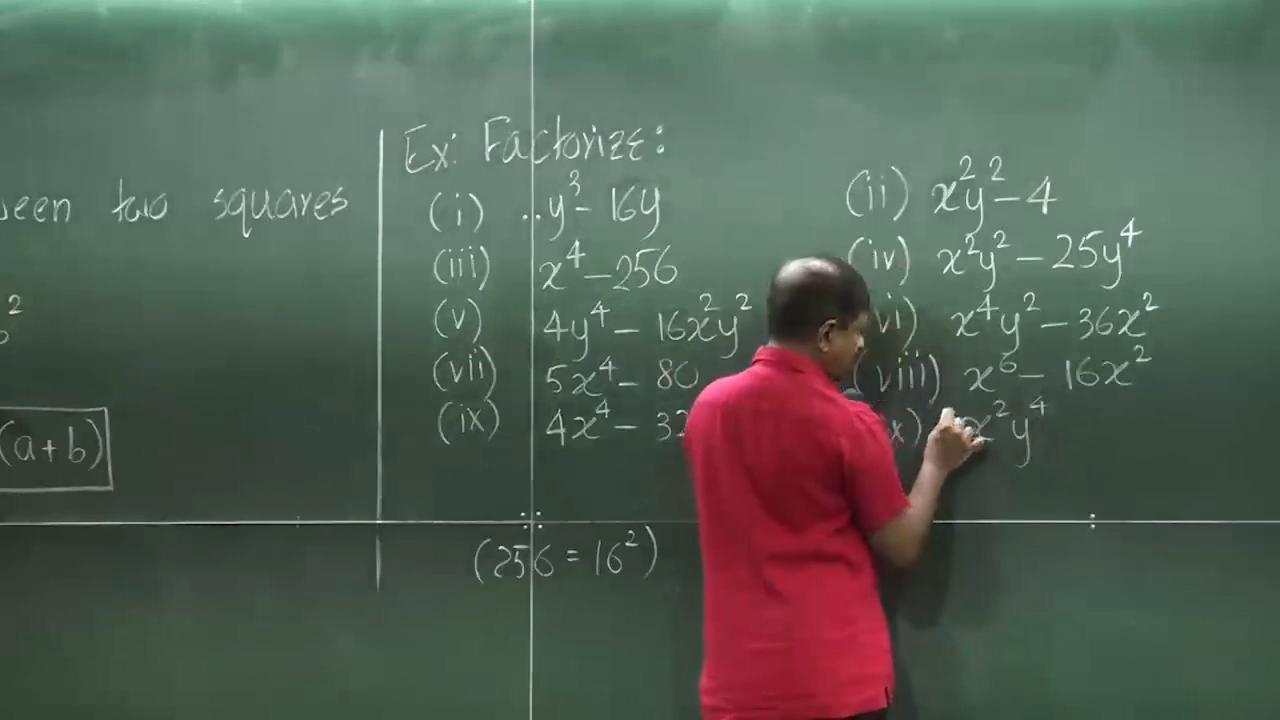 Ex: Factorize:
two squares
(i) y³ - 16y
(ii) x²y² - 4
(iii) x⁴ - 256
(iv) x²y² - 25y⁴
(v) 4y⁴ - 16x²y²
vi) x⁴y² - 36x²
(vii) 5x⁴ - 80
(viii) x⁶ - 16x²
(ix) 4x⁴ - 32
x) x²y⁴
(a+b)
(256 = 16²)